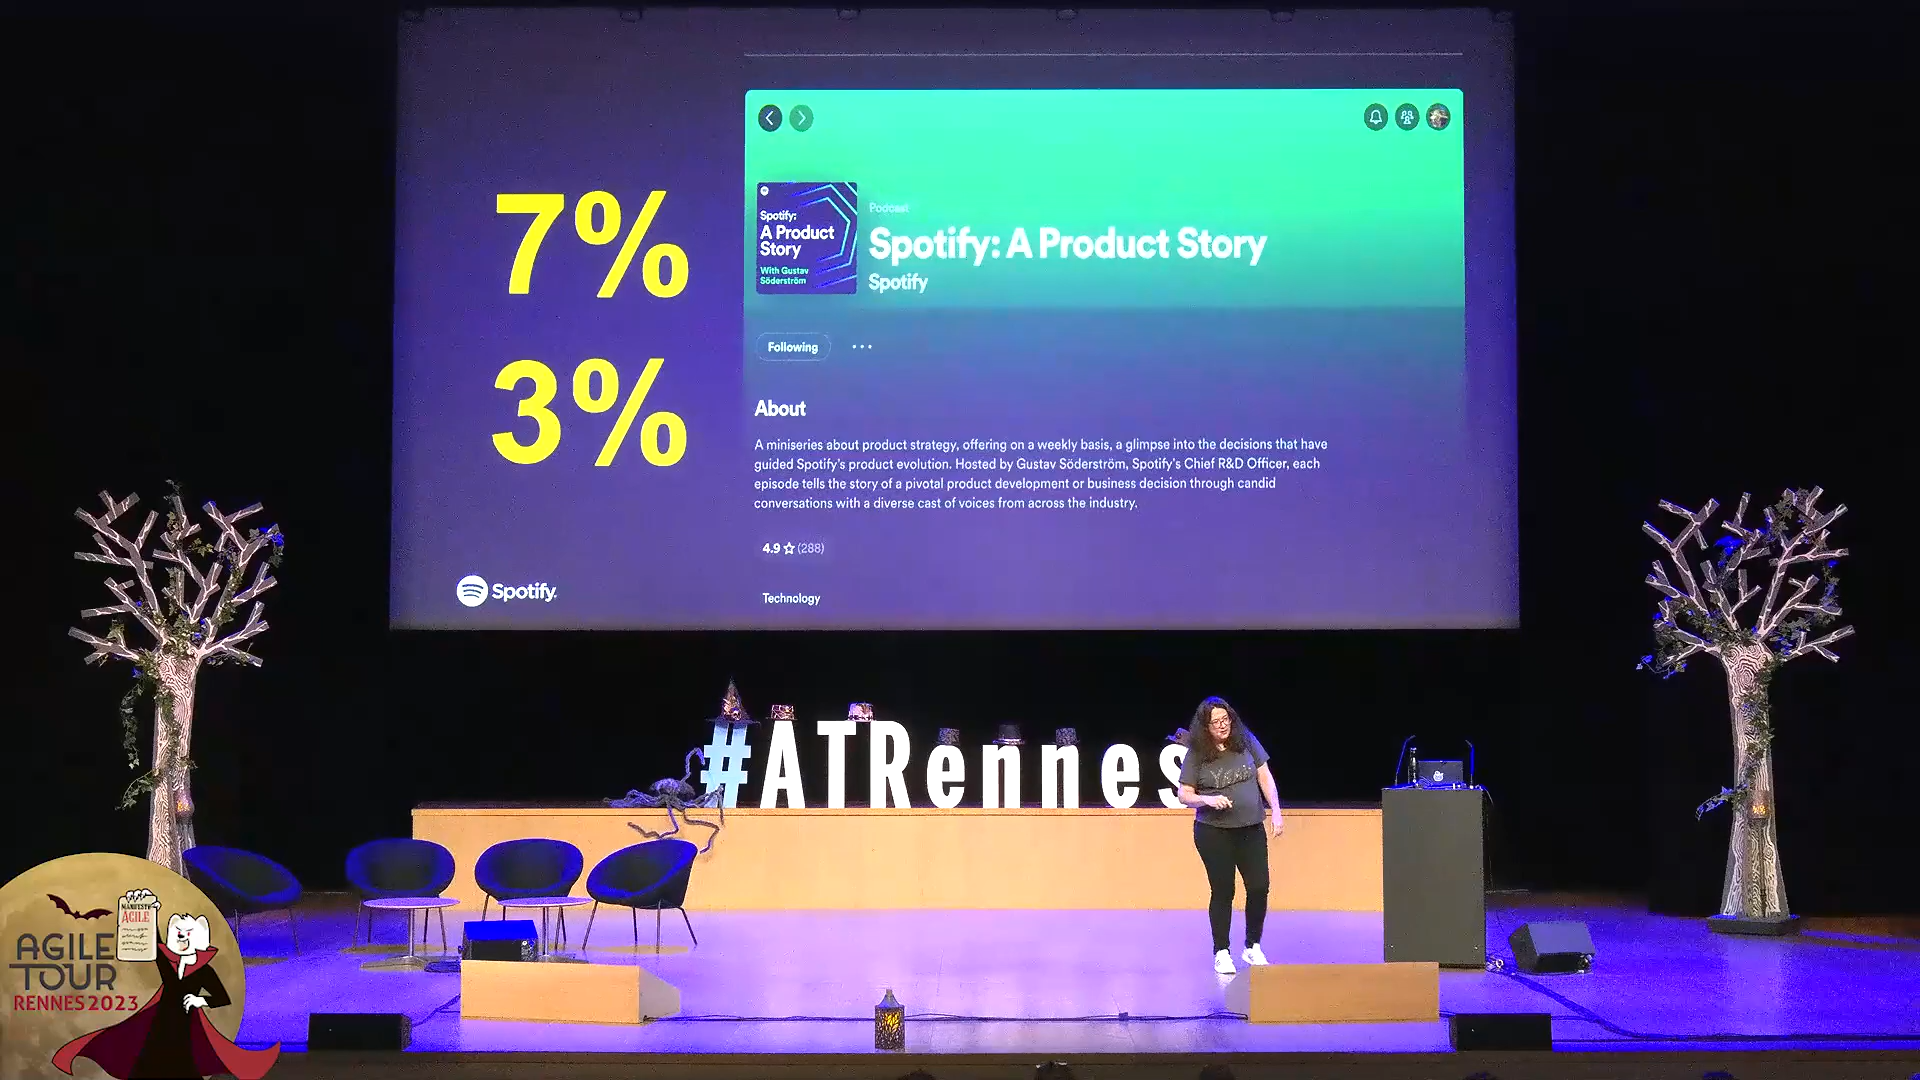 7%
3%
Spotify:
A Product
Story
With Gustav
Söderström
Podcast
Spotify: A Product Story
Spotify
Following
About
A miniseries about product strategy, offering on a weekly basis, a glimpse into the decisions that have
guided Spotify's product evolution. Hosted by Gustav Söderström, Spotify's Chief R&D Officer, each
episode tells the story of a pivotal product development or business decision through candid
conversations with a diverse cast of voices from across the industry.
4.9 ☆ (288)
Technology
Spotify
#ATRennes
MANIFESTE
AGILE
AGILE
TOUR
RENNES 2023